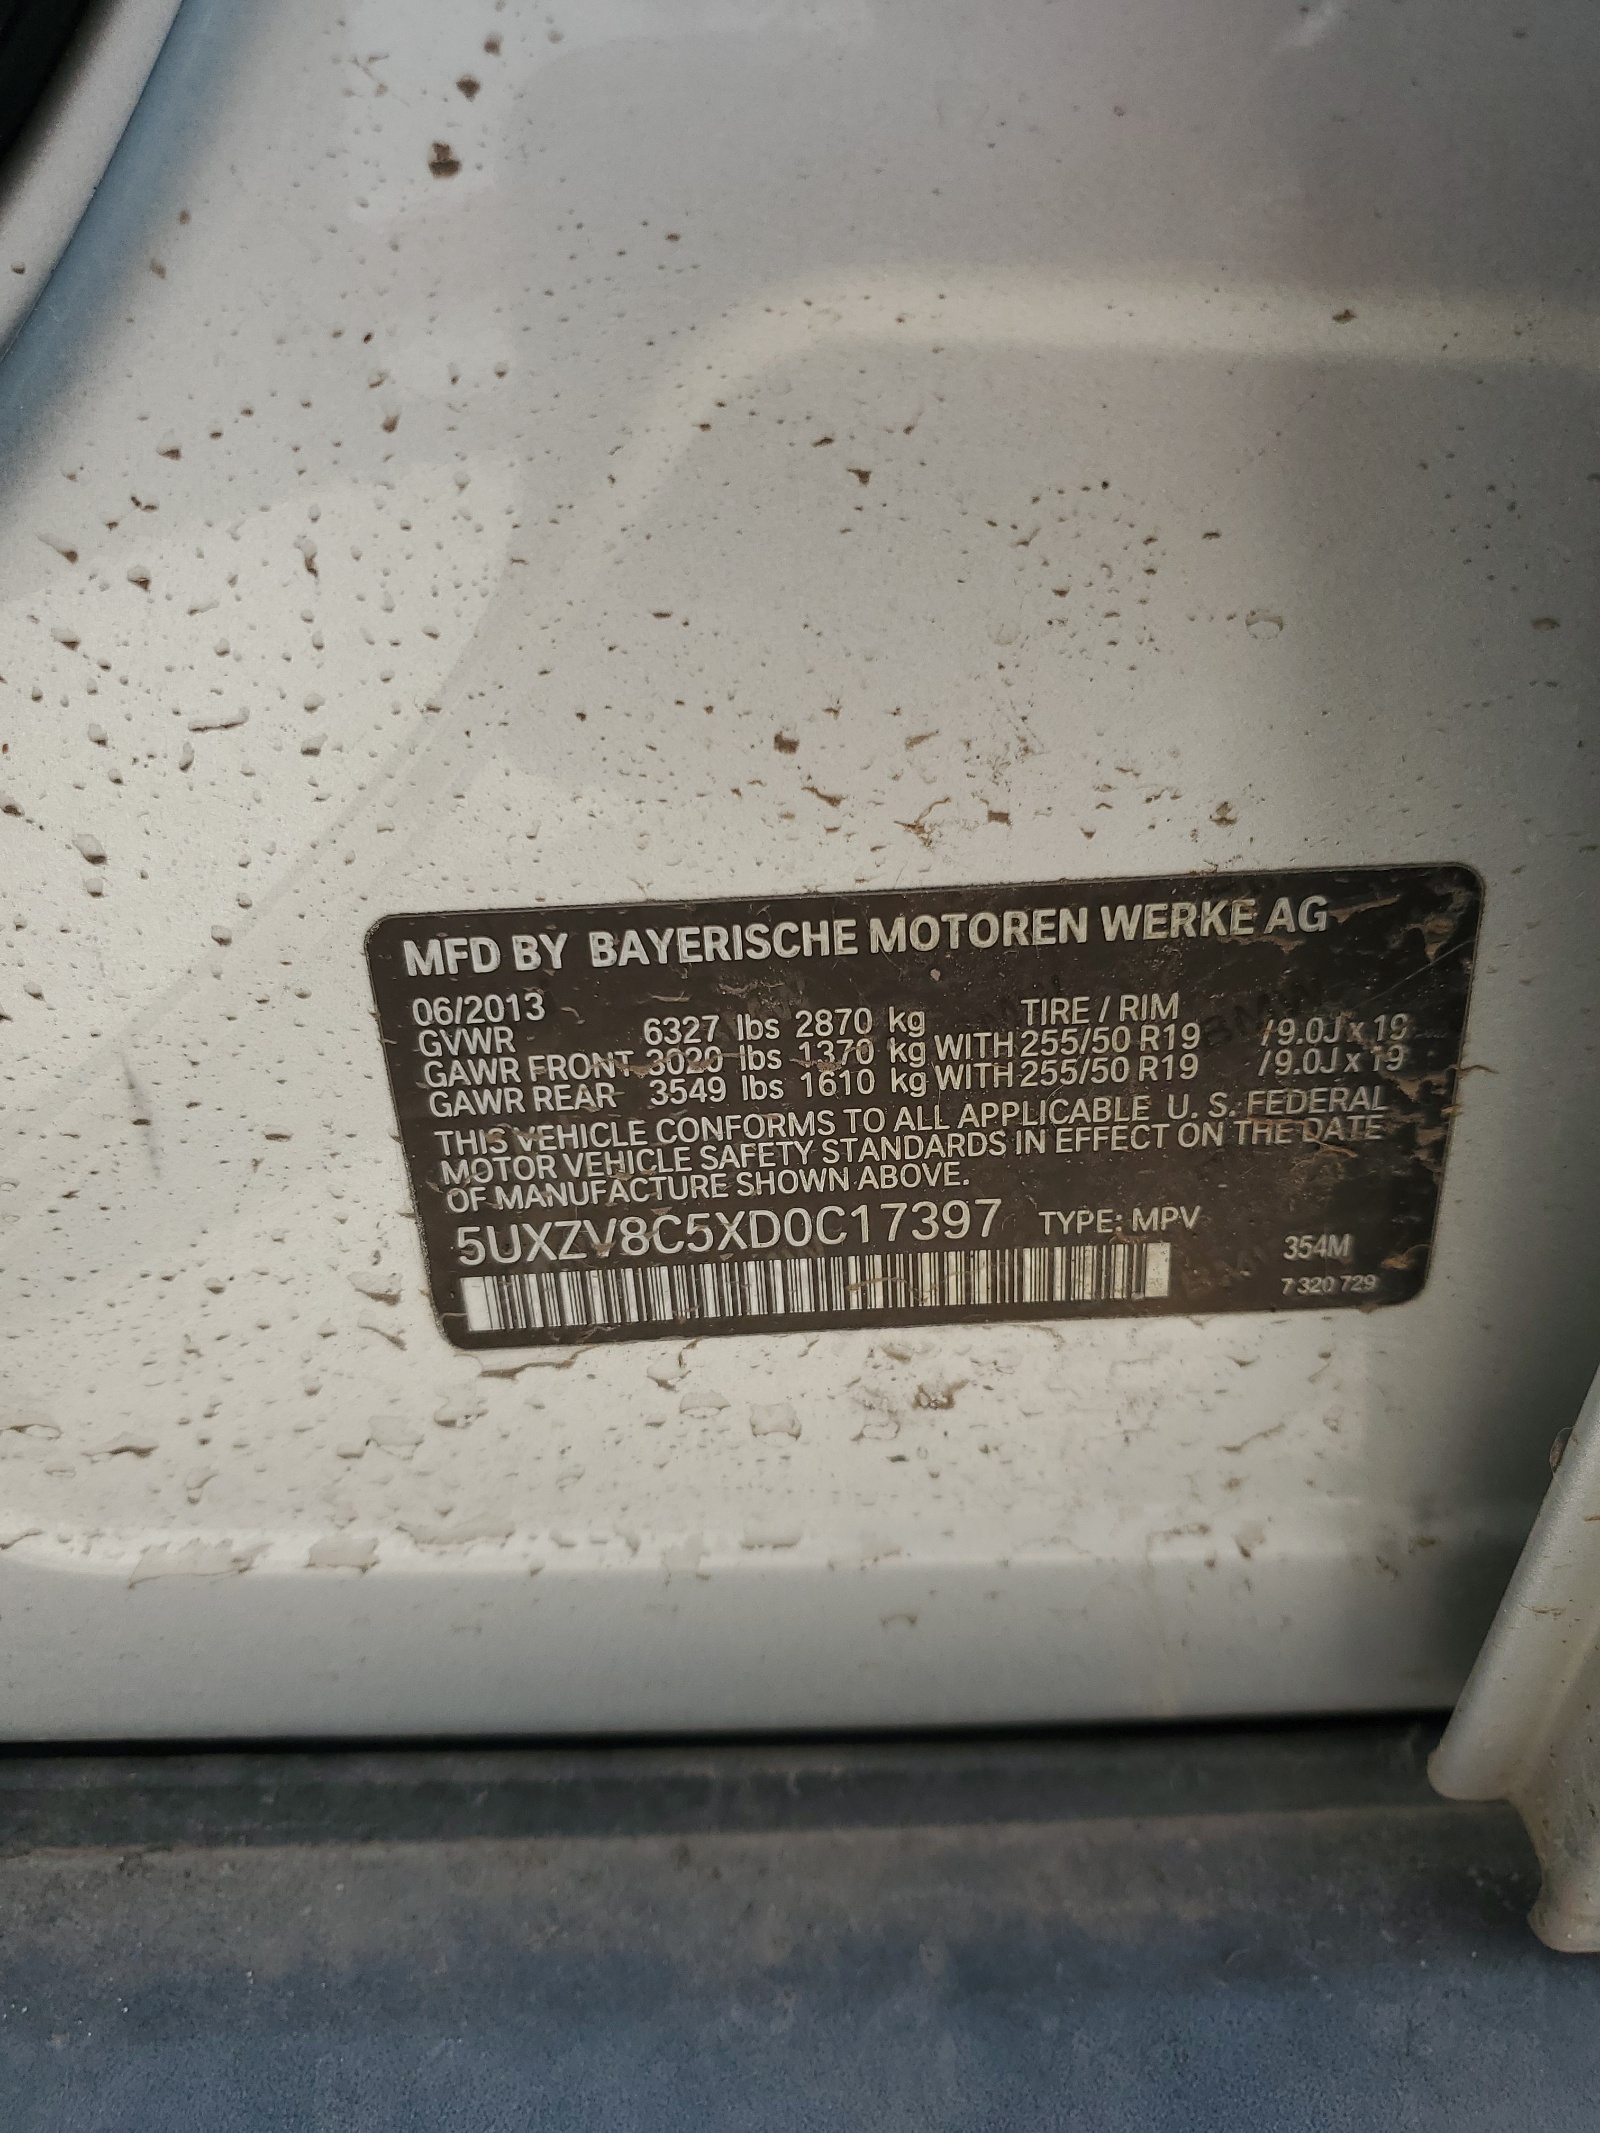 MFD BY BAYERISCHE MOTOREN WERKE AG
06/2013 TIRE / RIM
GVWR 6327 lbs 2870 kg
GAWR FRONT 3020 lbs 1370 kg WITH 255/50 R19 /9.0J x 19
GAWR REAR 3549 lbs 1610 kg WITH 255/50 R19 /9.0J x 19
THIS VEHICLE CONFORMS TO ALL APPLICABLE U. S. FEDERAL
MOTOR VEHICLE SAFETY STANDARDS IN EFFECT ON THE DATE
OF MANUFACTURE SHOWN ABOVE.
5UXZV8C5XD0C17397 TYPE: MPV
354M
7 320 729